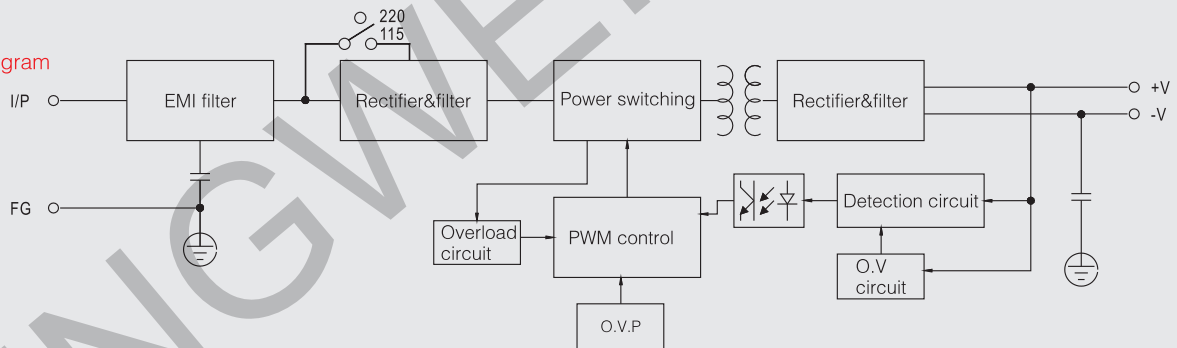 220
115
gram
I/P
EMI filter
Rectifier&filter
Power switching
Rectifier&filter
+V
-V
FG
Overload
circuit
PWM control
Detection circuit
O.V
circuit
O.V.P
NGWE